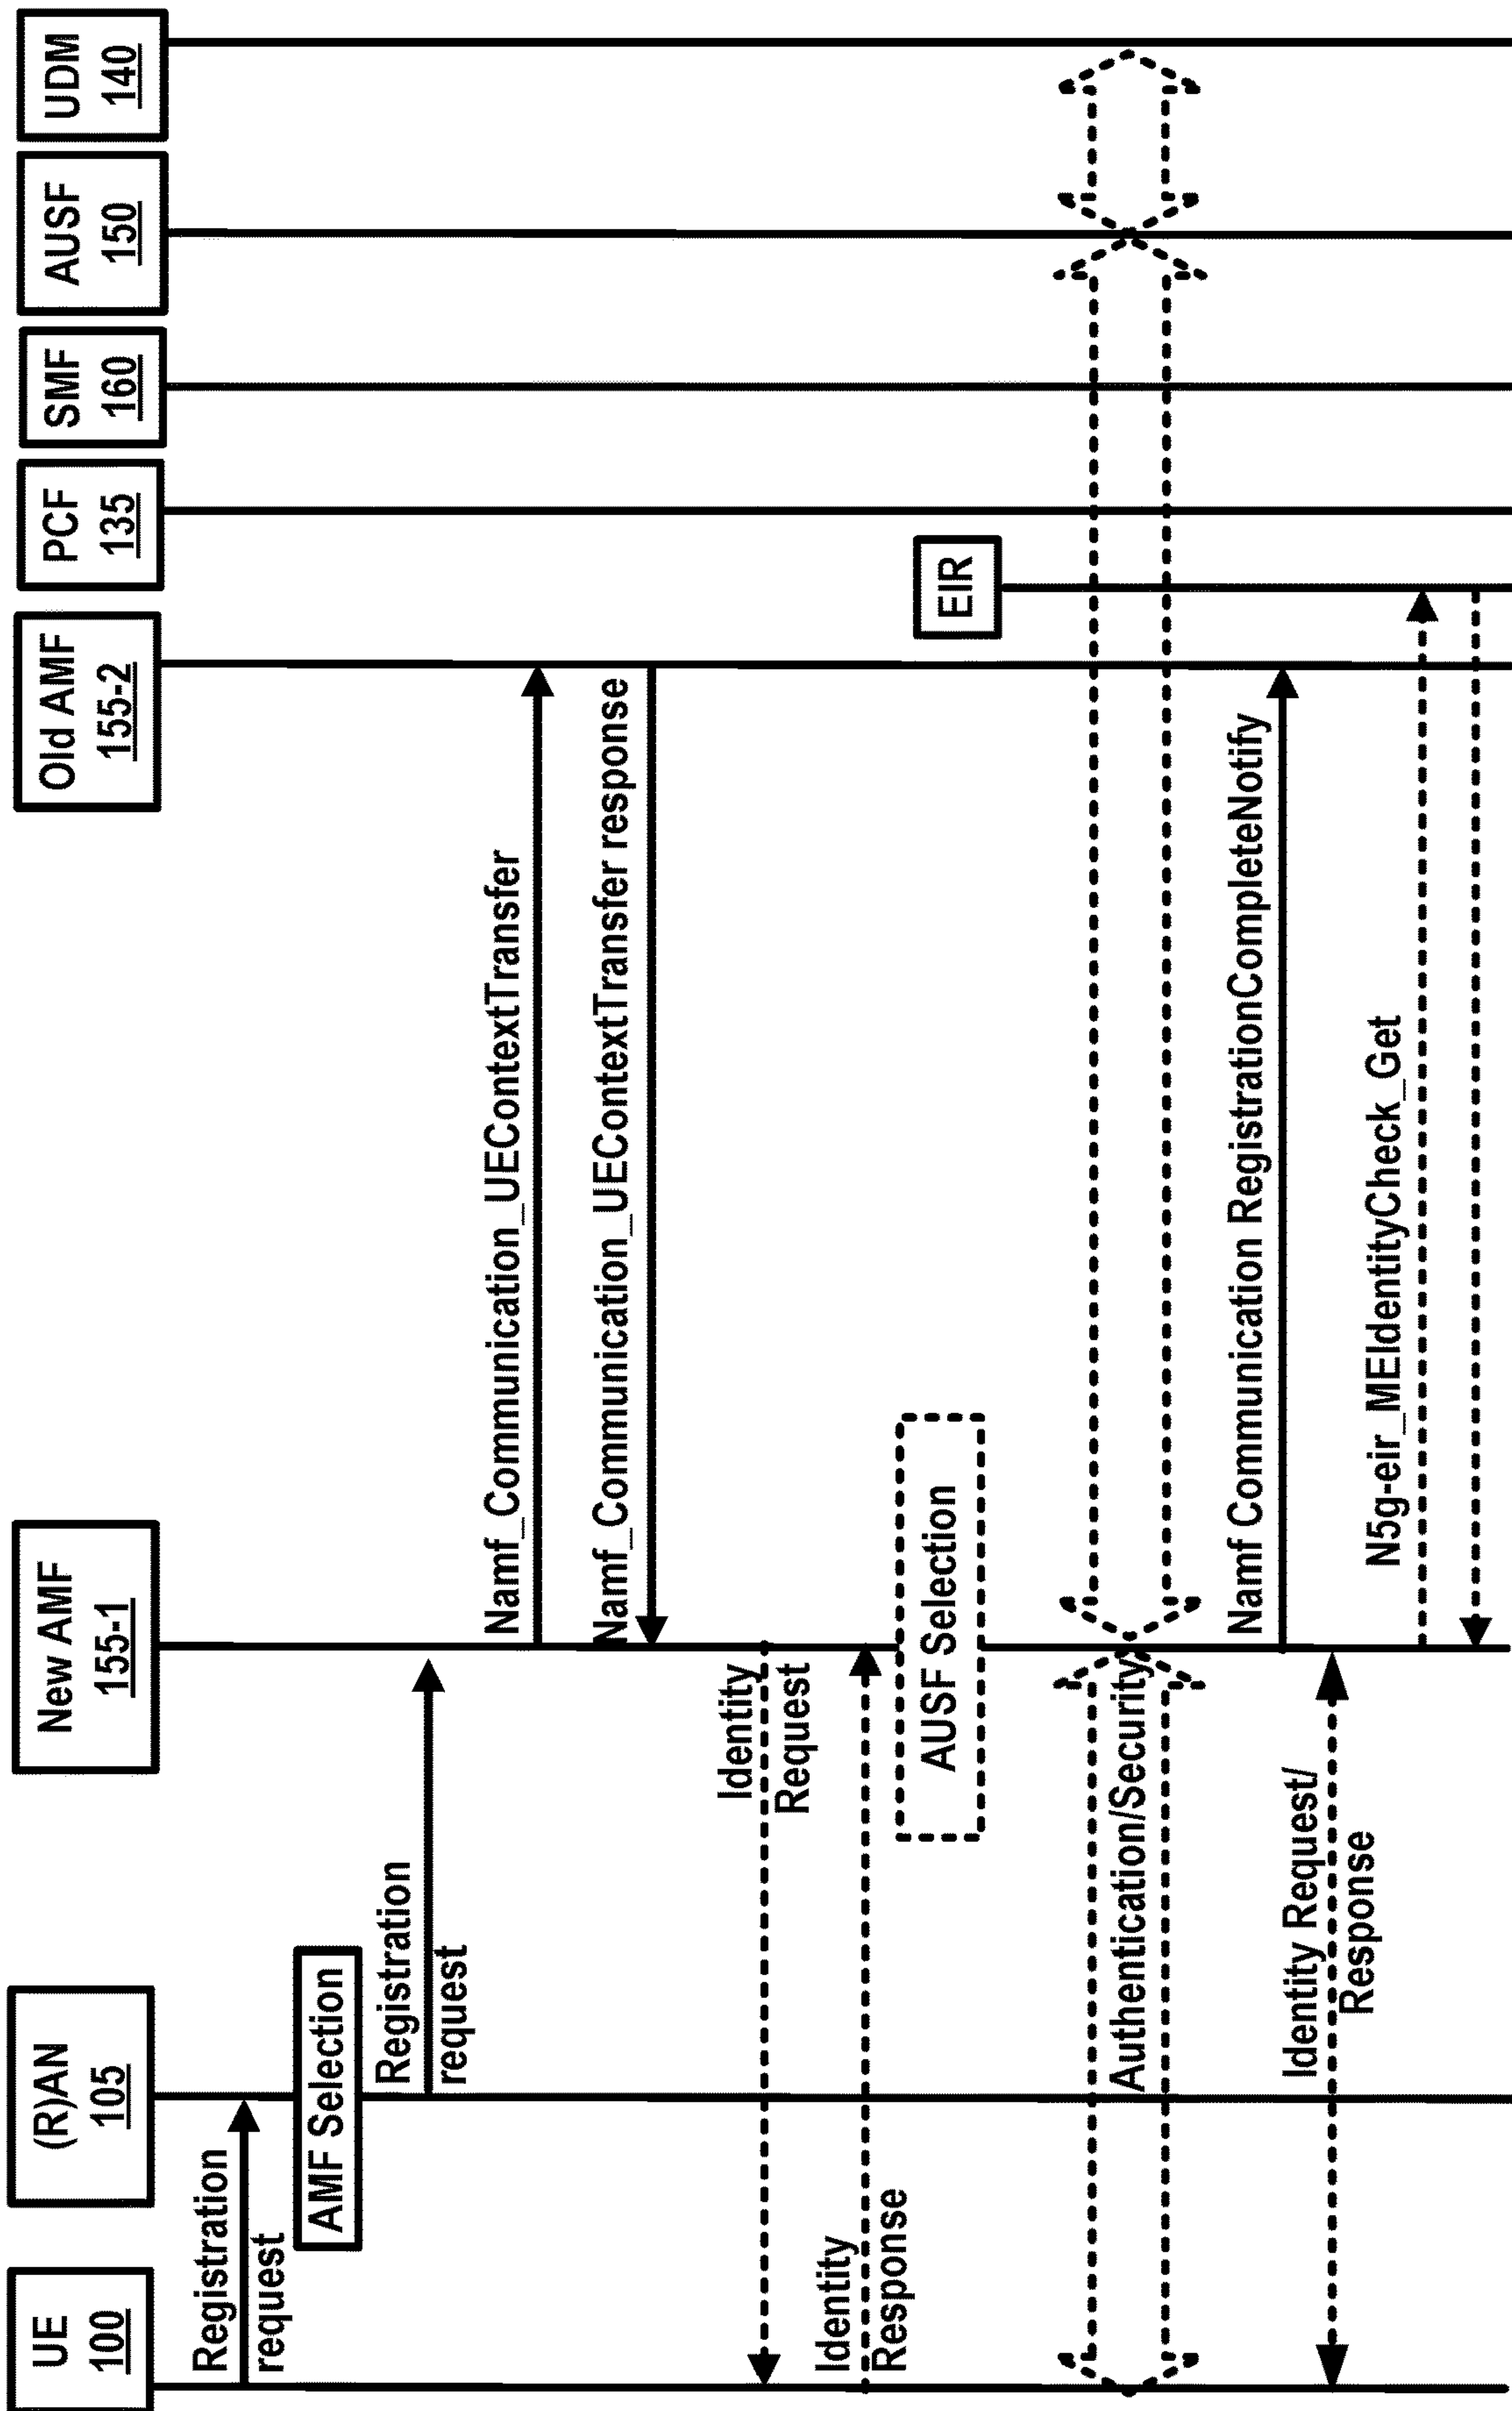 UE
100
(R)AN
105
New AMF
155-1
Old AMF
155-2
PCF
135
SMF
160
AUSF
150
UDM
140
Registration
request
AMF Selection
Registration
request
Namf_Communication_UEContextTransfer
Namf_Communication_UEContextTransfer response
Identity
Request
Identity
Response
AUSF Selection
EIR
Authentication/Security
Namf Communication RegistrationCompleteNotify
Identity Request/
Response
N5g-eir_MEIdentityCheck_Get